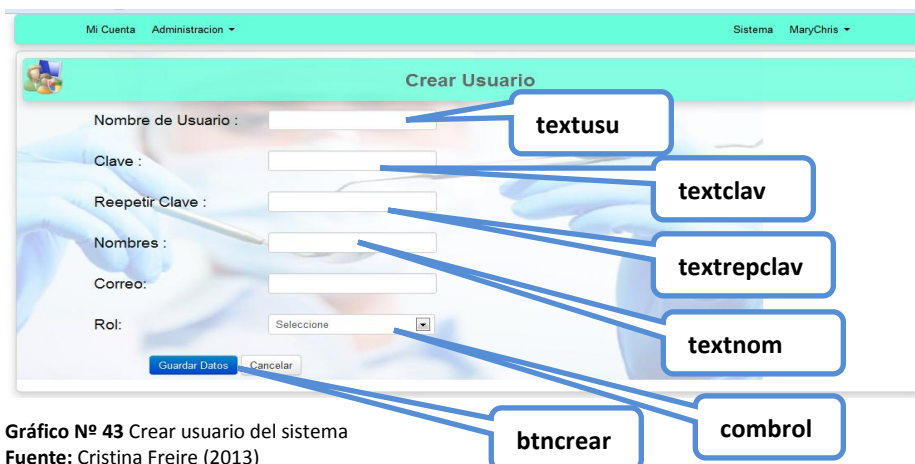 Mi Cuenta Administracion Sistema MaryChris
Crear Usuario
Nombre de Usuario :
textusu
Clave :
textclav
Reepetir Clave :
textrepclav
Nombres :
textnom
Correo:
Rol:
Seleccione
combrol
Guardar Datos Cancelar
btncrear
Gráfico Nº 43 Crear usuario del sistema
Fuente: Cristina Freire (2013)